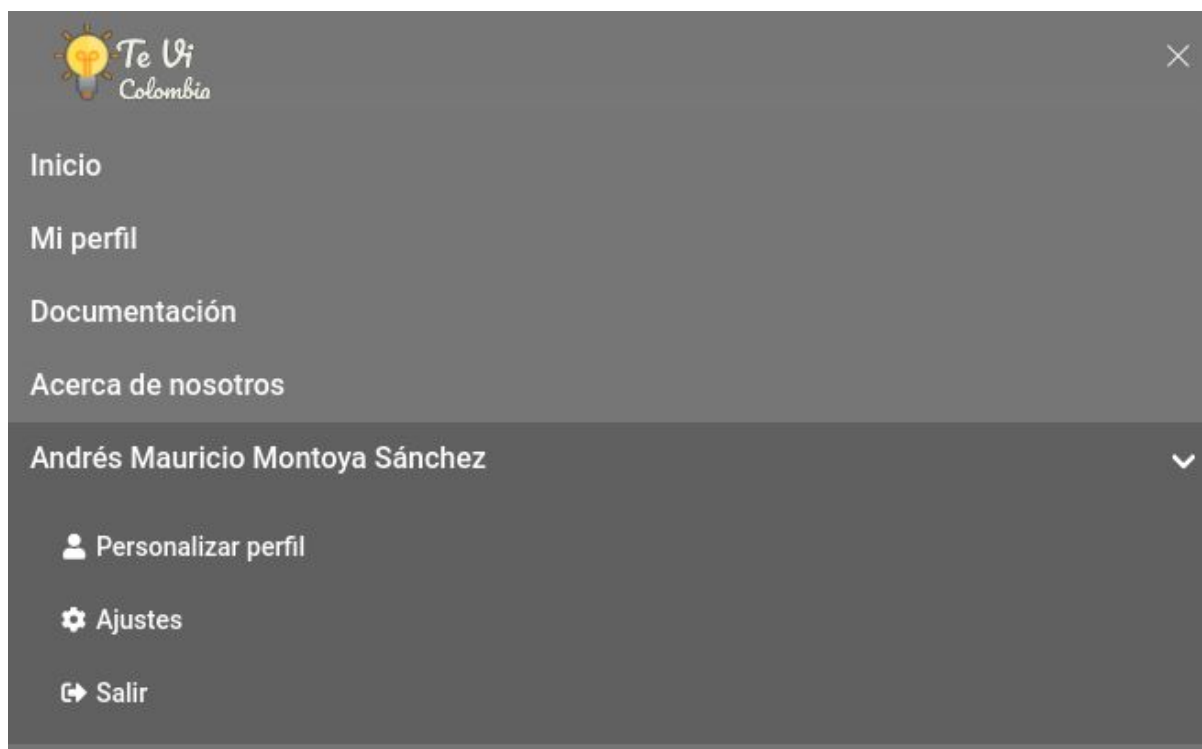 Te Vi
Colombia
Inicio
Mi perfil
Documentación
Acerca de nosotros
Andrés Mauricio Montoya Sánchez
Personalizar perfil
Ajustes
Salir